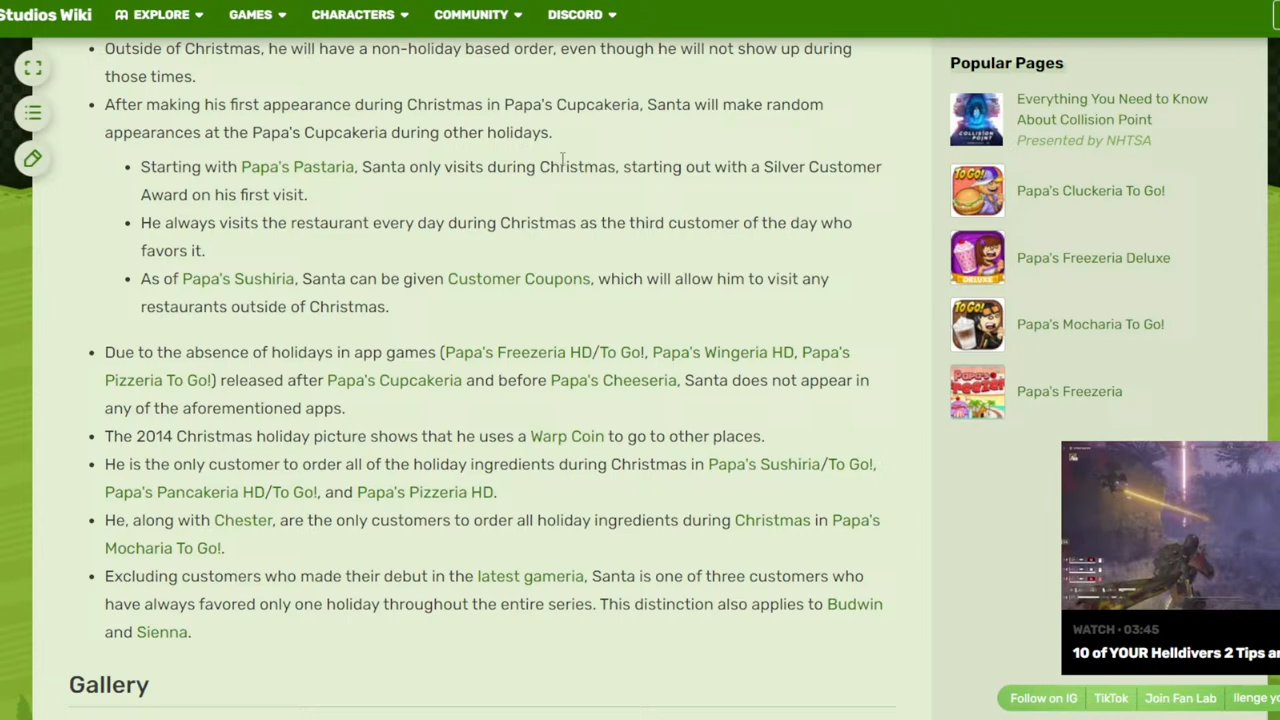 Studios Wiki EXPLORE GAMES CHARACTERS COMMUNITY DISCORD
Outside of Christmas, he will have a non-holiday based order, even though he will not show up during
those times.
After making his first appearance during Christmas in Papa's Cupcakeria, Santa will make random
appearances at the Papa's Cupcakeria during other holidays.
Starting with Papa's Pastaria, Santa only visits during Christmas, starting out with a Silver Customer
Award on his first visit.
He always visits the restaurant every day during Christmas as the third customer of the day who
favors it.
As of Papa's Sushiria, Santa can be given Customer Coupons, which will allow him to visit any
restaurants outside of Christmas.
Due to the absence of holidays in app games (Papa's Freezeria HD/To Go!, Papa's Wingeria HD, Papa's
Pizzeria To Go!) released after Papa's Cupcakeria and before Papa's Cheeseria, Santa does not appear in
any of the aforementioned apps.
The 2014 Christmas holiday picture shows that he uses a Warp Coin to go to other places.
He is the only customer to order all of the holiday ingredients during Christmas in Papa's Sushiria/To Go!,
Papa's Pancakeria HD/To Go!, and Papa's Pizzeria HD.
He, along with Chester, are the only customers to order all holiday ingredients during Christmas in Papa's
Mocharia To Go!.
Excluding customers who made their debut in the latest gameria, Santa is one of three customers who
have always favored only one holiday throughout the entire series. This distinction also applies to Budwin
and Sienna.
Gallery
Popular Pages
COLLISION
POINT
Everything You Need to Know
About Collision Point
Presented by NHTSA
TO GO!
Papa's Cluckeria To Go!
DELUXE
Papa's Freezeria Deluxe
TO GO!
Papa's Mocharia To Go!
Papa's Freezeria
WATCH • 03:45
10 of YOUR Helldivers 2 Tips a
Follow on IG TikTok Join Fan Lab llenge yo